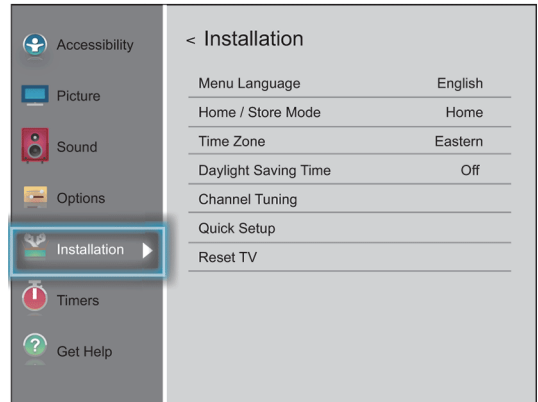 Accessibility
Picture
Sound
Options
Installation
Timers
Get Help
< Installation
Menu Language English
Home / Store Mode Home
Time Zone Eastern
Daylight Saving Time Off
Channel Tuning
Quick Setup
Reset TV